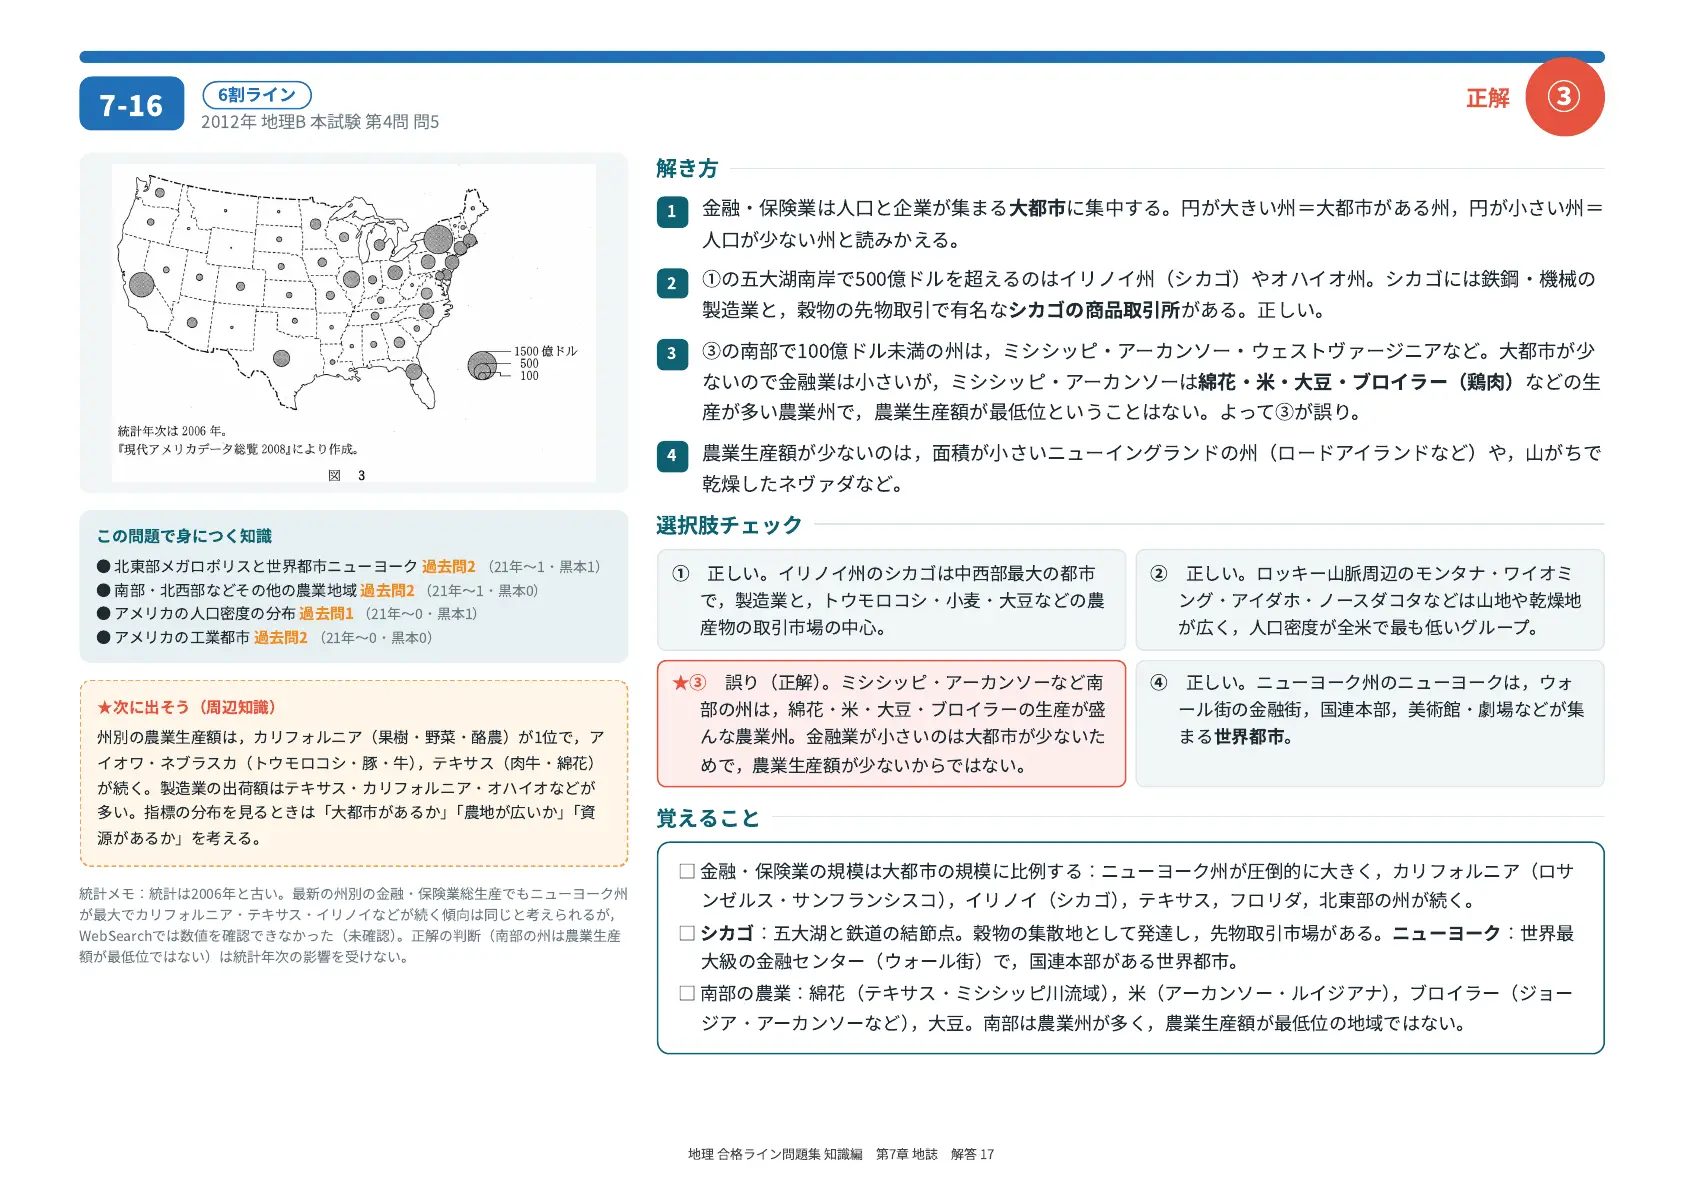 7-16
6割ライン
2012年 地理B 本試験 第4問 問5
正解 ③
1500 億ドル
500
100
統計年次は 2006 年。
『現代アメリカデータ総覧 2008』により作成。
図 3
この問題で身につく知識
● 北東部メガロポリスと世界都市ニューヨーク 過去問2 （21年〜1・黒本1）
● 南部・北西部などその他の農業地域 過去問2 （21年〜1・黒本0）
● アメリカの人口密度の分布 過去問1 （21年〜0・黒本1）
● アメリカの工業都市 過去問2 （21年〜0・黒本0）
★次に出そう（周辺知識）
州別の農業生産額は，カリフォルニア（果樹・野菜・酪農）が1位で，ア
イオワ・ネブラスカ（トウモロコシ・豚・牛），テキサス（肉牛・綿花）
が続く。製造業の出荷額はテキサス・カリフォルニア・オハイオなどが
多い。指標の分布を見るときは「大都市があるか」「農地が広いか」「資
源があるか」を考える。
統計メモ：統計は2006年と古い。最新の州別の金融・保険業総生産でもニューヨーク州
が最大でカリフォルニア・テキサス・イリノイなどが続く傾向は同じと考えられるが，
WebSearchでは数値を確認できなかった（未確認）。正解の判断（南部の州は農業生産
額が最低位ではない）は統計年次の影響を受けない。
解き方
1 金融・保険業は人口と企業が集まる大都市に集中する。円が大きい州＝大都市がある州，円が小さい州＝
人口が少ない州と読みかえる。
2 ①の五大湖南岸で500億ドルを超えるのはイリノイ州（シカゴ）やオハイオ州。シカゴには鉄鋼・機械の
製造業と，穀物の先物取引で有名なシカゴの商品取引所がある。正しい。
3 ③の南部で100億ドル未満の州は，ミシシッピ・アーカンソー・ウェストヴァージニアなど。大都市が少
ないので金融業は小さいが，ミシシッピ・アーカンソーは綿花・米・大豆・ブロイラー（鶏肉）などの生
産が多い農業州で，農業生産額が最低位ということはない。よって③が誤り。
4 農業生産額が少ないのは，面積が小さいニューイングランドの州（ロードアイランドなど）や，山がちで
乾燥したネヴァダなど。
選択肢チェック
① 正しい。イリノイ州のシカゴは中西部最大の都市
で，製造業と，トウモロコシ・小麦・大豆などの農
産物の取引市場の中心。
② 正しい。ロッキー山脈周辺のモンタナ・ワイオミ
ング・アイダホ・ノースダコタなどは山地や乾燥地
が広く，人口密度が全米で最も低いグループ。
★③ 誤り（正解）。ミシシッピ・アーカンソーなど南
部の州は，綿花・米・大豆・ブロイラーの生産が盛
んな農業州。金融業が小さいのは大都市が少ないた
めで，農業生産額が少ないからではない。
④ 正しい。ニューヨーク州のニューヨークは，ウォ
ール街の金融街，国連本部，美術館・劇場などが集
まる世界都市。
覚えること
□ 金融・保険業の規模は大都市の規模に比例する：ニューヨーク州が圧倒的に大きく，カリフォルニア（ロサ
ンゼルス・サンフランシスコ），イリノイ（シカゴ），テキサス，フロリダ，北東部の州が続く。
□ シカゴ：五大湖と鉄道の結節点。穀物の集散地として発達し，先物取引市場がある。ニューヨーク：世界最
大級の金融センター（ウォール街）で，国連本部がある世界都市。
□ 南部の農業：綿花（テキサス・ミシシッピ川流域），米（アーカンソー・ルイジアナ），ブロイラー（ジョー
ジア・アーカンソーなど），大豆。南部は農業州が多く，農業生産額が最低位の地域ではない。
地理 合格ライン問題集 知識編 第7章 地誌 解答 17